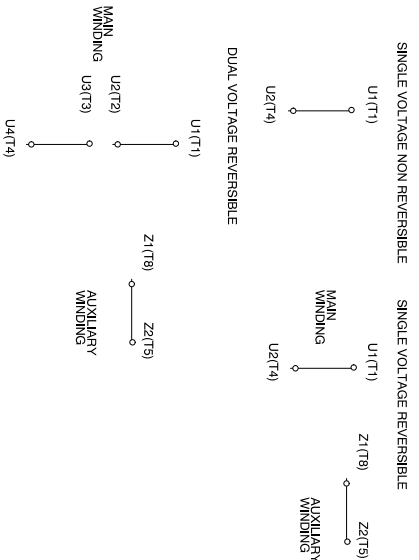 SINGLE VOLTAGE NON REVERSIBLE
U1(T1)
U2(T4)
SINGLE VOLTAGE REVERSIBLE
U1(T1)
MAIN
WINDING
U2(T4)
Z1(T8)
Z2(T5)
AUXILIARY
WINDING
DUAL VOLTAGE REVERSIBLE
U1(T1)
U2(T2)
MAIN
WINDING
U3(T3)
U4(T4)
Z1(T8)
Z2(T5)
AUXILIARY
WINDING